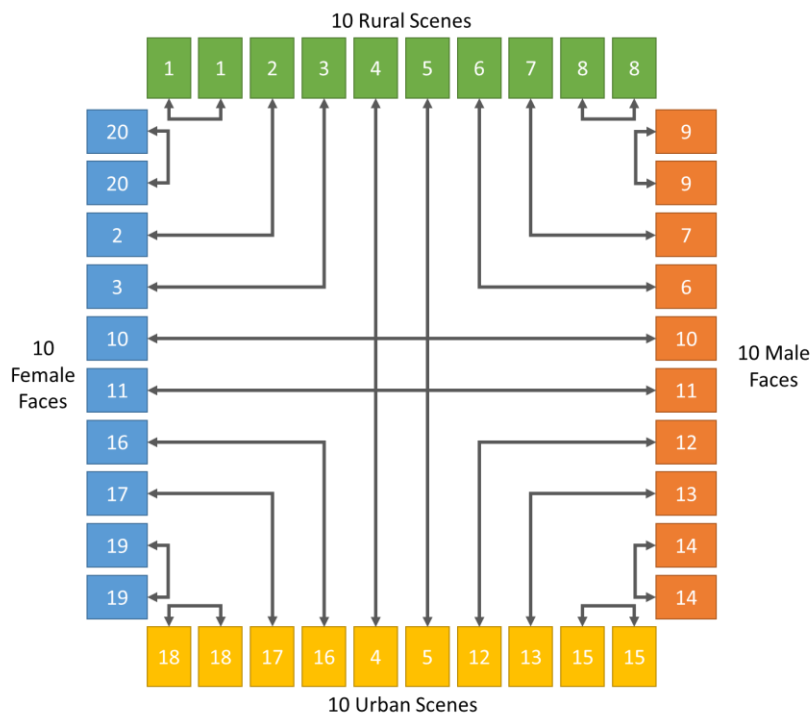 10 Rural Scenes
1 1 2 3 4 5 6 7 8 8
20 9
20 9
2 7
3 6
10 10
10
Female
Faces
10 Male
Faces
11 11
16 12
17 13
19 14
19 14
18 18 17 16 4 5 12 13 15 15
10 Urban Scenes